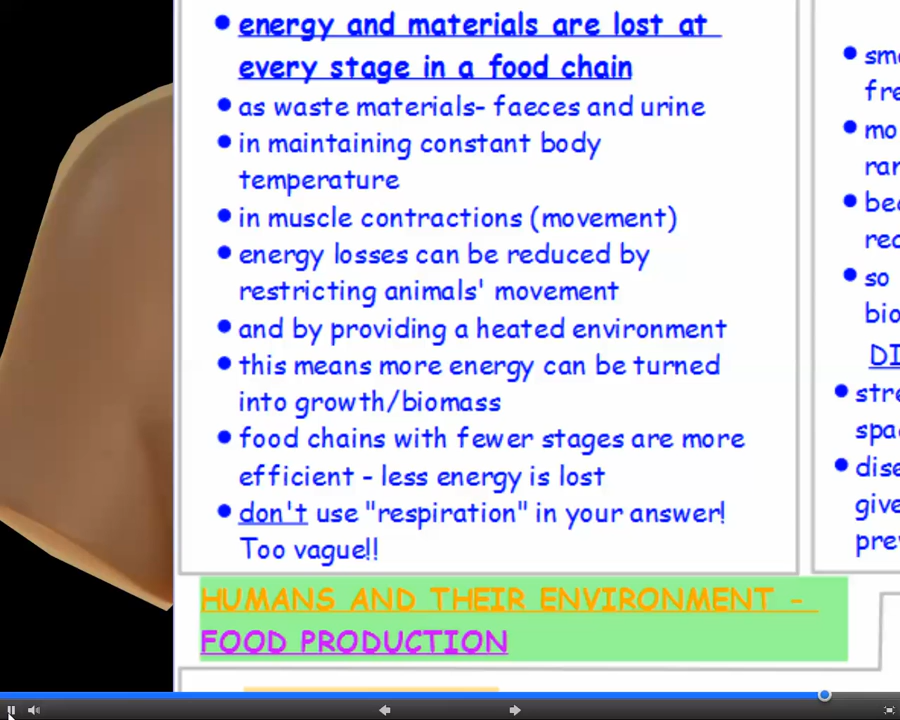 energy and materials are lost at
every stage in a food chain
as waste materials- faeces and urine
in maintaining constant body
temperature
in muscle contractions (movement)
energy losses can be reduced by
restricting animals' movement
and by providing a heated environment
this means more energy can be turned
into growth/biomass
food chains with fewer stages are more
efficient - less energy is lost
don't use "respiration" in your answer!
Too vague!!
HUMANS AND THEIR ENVIRONMENT -
FOOD PRODUCTION